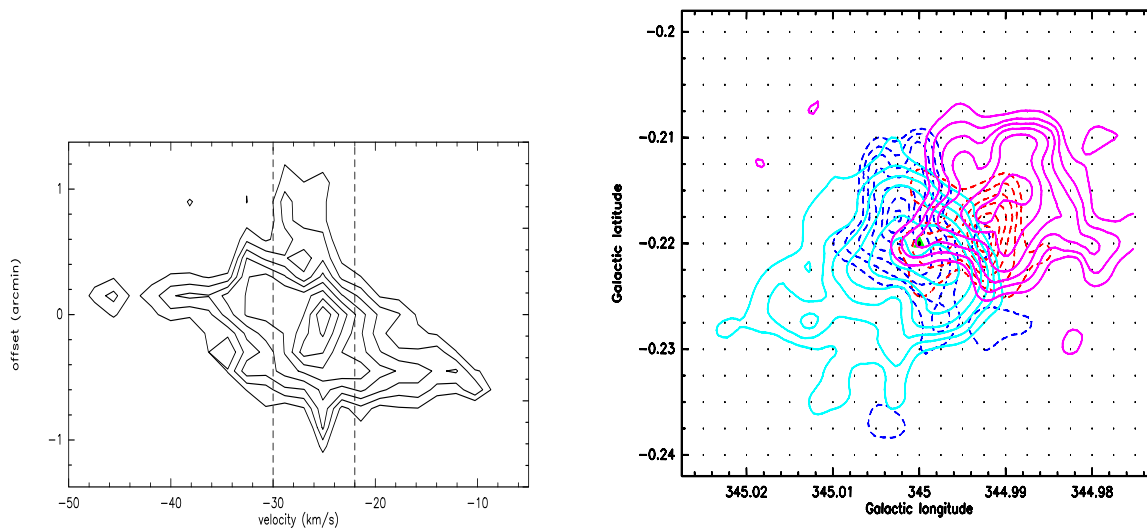 1
0
-1
offset (arcmin)
-50 -40 -30 -20 -10
velocity (km/s)
-0.2
-0.21
-0.22
-0.23
-0.24
Galactic latitude
345.02 345.01 345 344.99 344.98
Galactic longitude